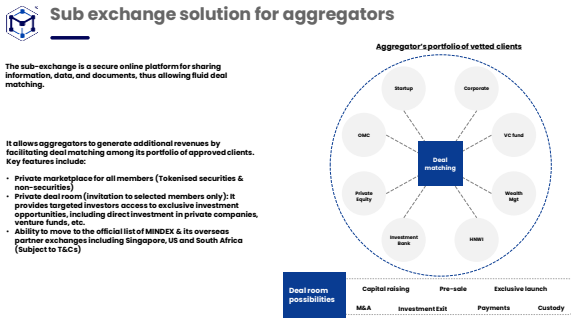 Sub exchange solution for aggregators
The sub-exchange is a secure online platform for sharing
information, data, and documents, thus allowing fluid deal
matching.
It allows aggregators to generate additional revenues by
facilitating deal matching among its portfolio of approved clients.
Key features include:
• Private marketplace for all members (Tokenised securities &
non-securities)
• Private deal room (invitation to selected members only): It
provides targeted investors access to exclusive investment
opportunities, including direct investment in private companies,
venture funds, etc.
• Ability to move to the official list of MINDEX & its overseas
partner exchanges including Singapore, US and South Africa
(Subject to T&Cs)
Aggregator's portfolio of vetted clients
Startup
Corporate
OMC
VC fund
Deal
matching
Private
Equity
Wealth
Mgt
Investment
Bank
HNWI
Deal room
possibilities
Capital raising Pre-sale Exclusive launch
M&A Investment Exit Payments Custody